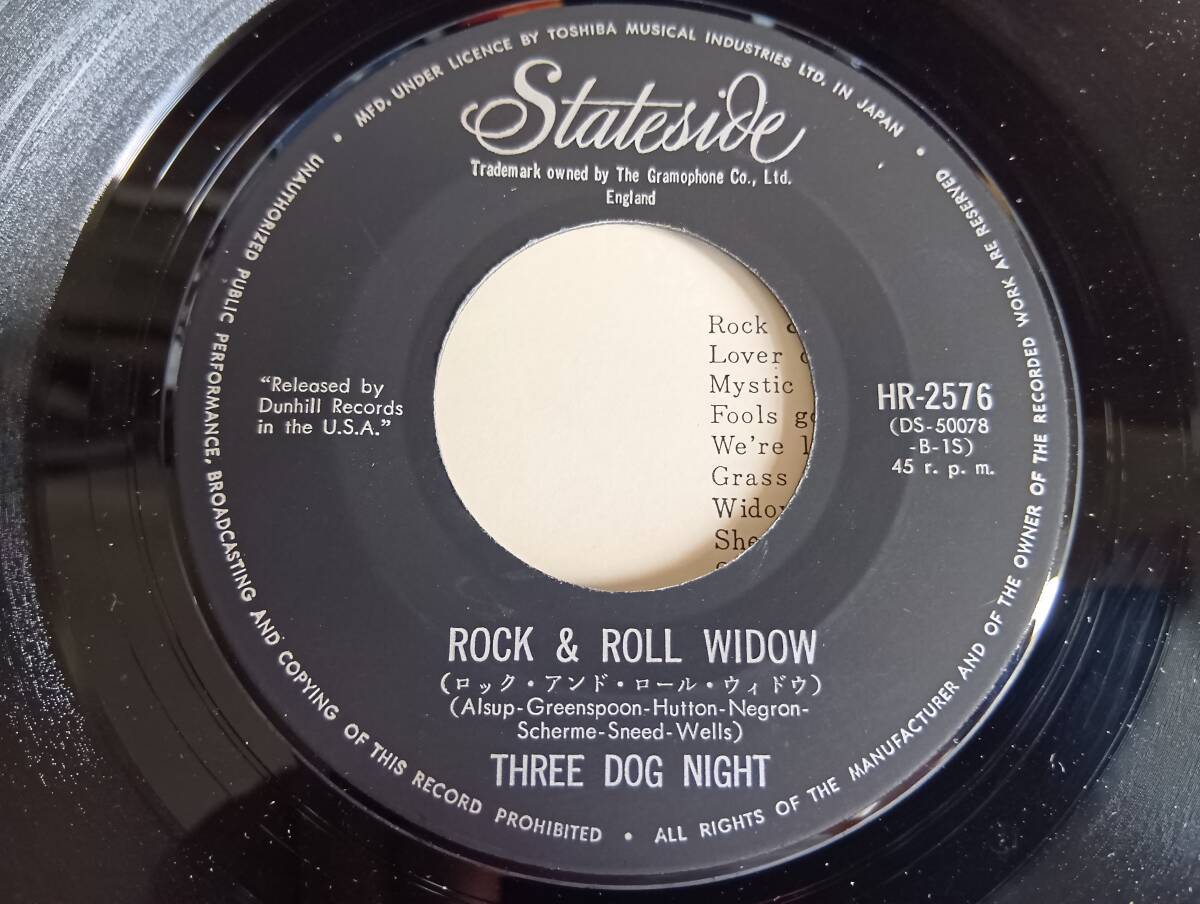 MFD. UNDER LICENCE BY TOSHIBA MUSICAL INDUSTRIES LTD. IN JAPAN •
Stateside
Trademark owned by The Gramophone Co., Ltd.
England
"Released by
Dunhill Records
in the U.S.A."
Rock
Lover
Mystic
Fools
We're
Grass
HR-2576
(DS-50078
-B-1S)
45 r. p. m.
ROCK & ROLL WIDOW
(ロック・アンド・ロール・ウィドウ)
(Alsup-Greenspoon-Hutton-Negron-
Scherme-Sneed-Wells)
THREE DOG NIGHT
ALL RIGHTS OF THE MANUFACTURER AND OF THE OWNER OF THE RECORDED WORK ARE RESERVED •
UNAUTHORIZED PUBLIC PERFORMANCE, BROADCASTING AND COPYING OF THIS RECORD PROHIBITED •